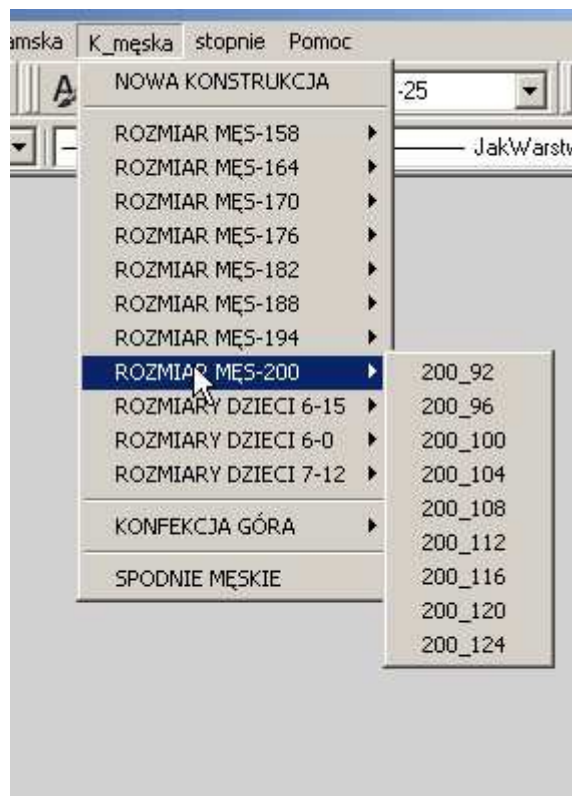 K_męska stopnie Pomoc
NOWA KONSTRUKCJA
-25
ROZMIAR MĘS-158
JakWarstw
ROZMIAR MĘS-164
ROZMIAR MĘS-170
ROZMIAR MĘS-176
ROZMIAR MĘS-182
ROZMIAR MĘS-188
ROZMIAR MĘS-194
ROZMIAR MĘS-200
ROZMIARY DZIECI 6-15
ROZMIARY DZIECI 6-0
ROZMIARY DZIECI 7-12
KONFEKCJA GÓRA
SPODNIE MĘSKIE
200_92
200_96
200_100
200_104
200_108
200_112
200_116
200_120
200_124